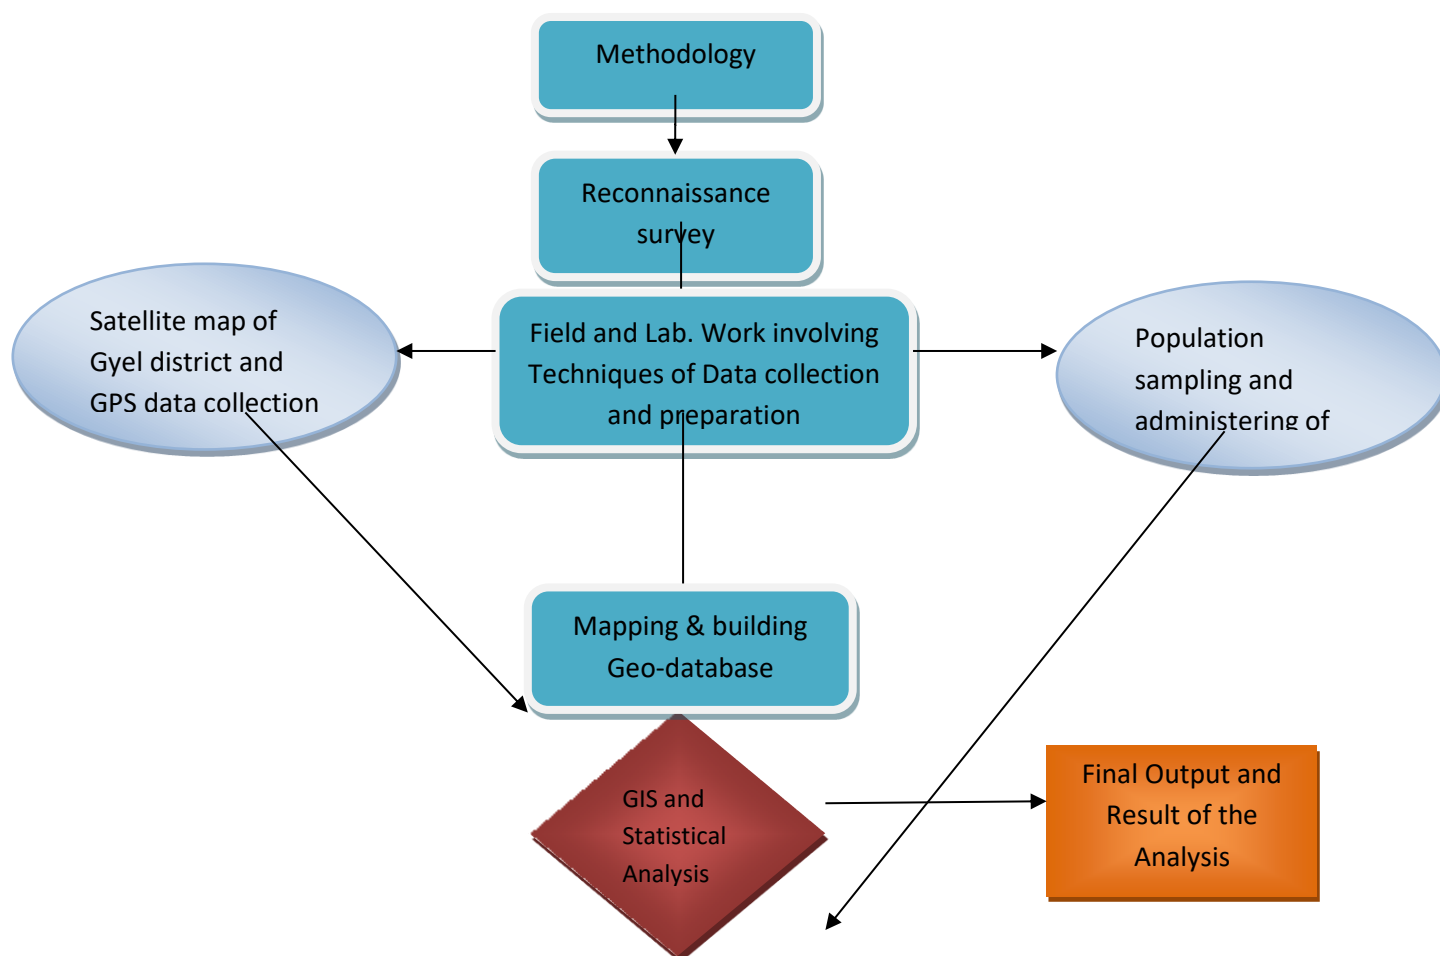 Methodology
Reconnaissance
survey
Satellite map of
Gyel district and
GPS data collection
Field and Lab. Work involving
Techniques of Data collection
and preparation
Population
sampling and
administering of
Mapping & building
Geo-database
GIS and
Statistical
Analysis
Final Output and
Result of the
Analysis